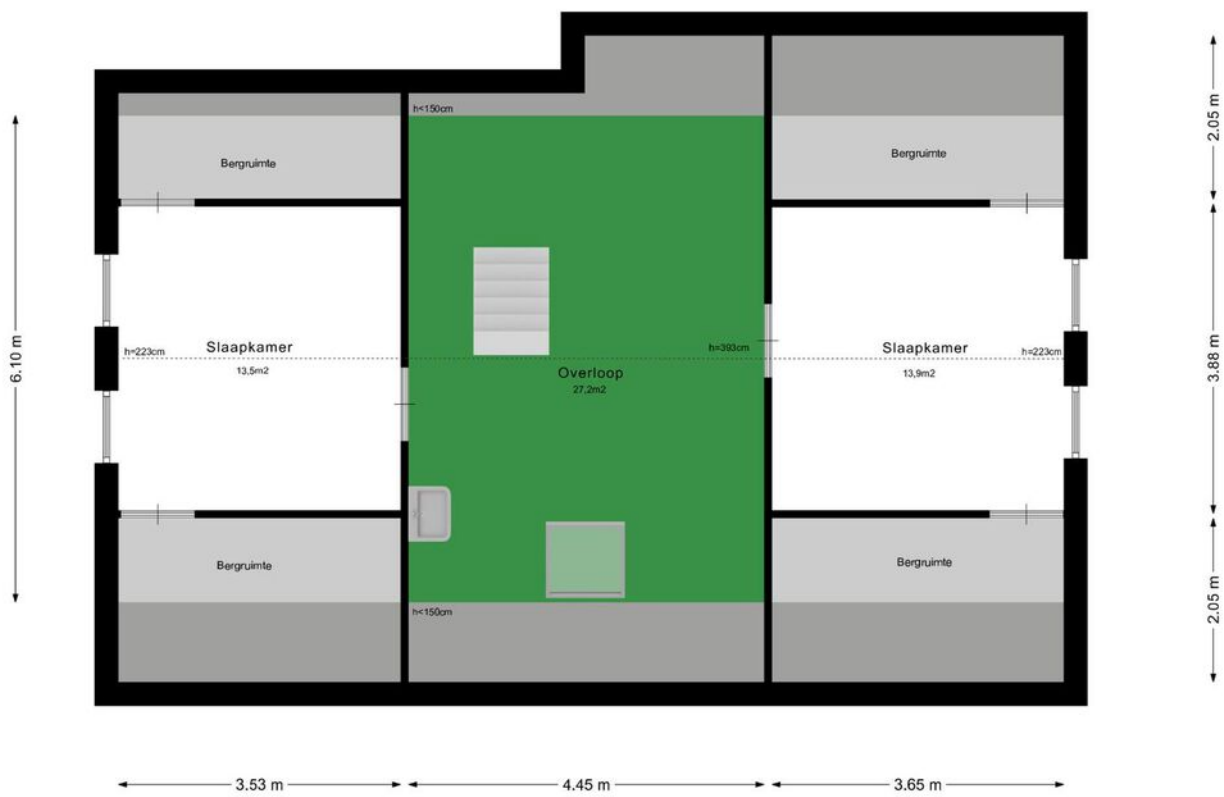 h<150cm
2.05 m
Bergruimte
Bergruimte
6.10 m
h=223cm
Slaapkamer
13,5m2
h=393cm
Overloop
27,2m2
Slaapkamer
13,9m2
h=223cm
3.88 m
Bergruimte
Bergruimte
h<150cm
2.05 m
3.53 m
4.45 m
3.65 m